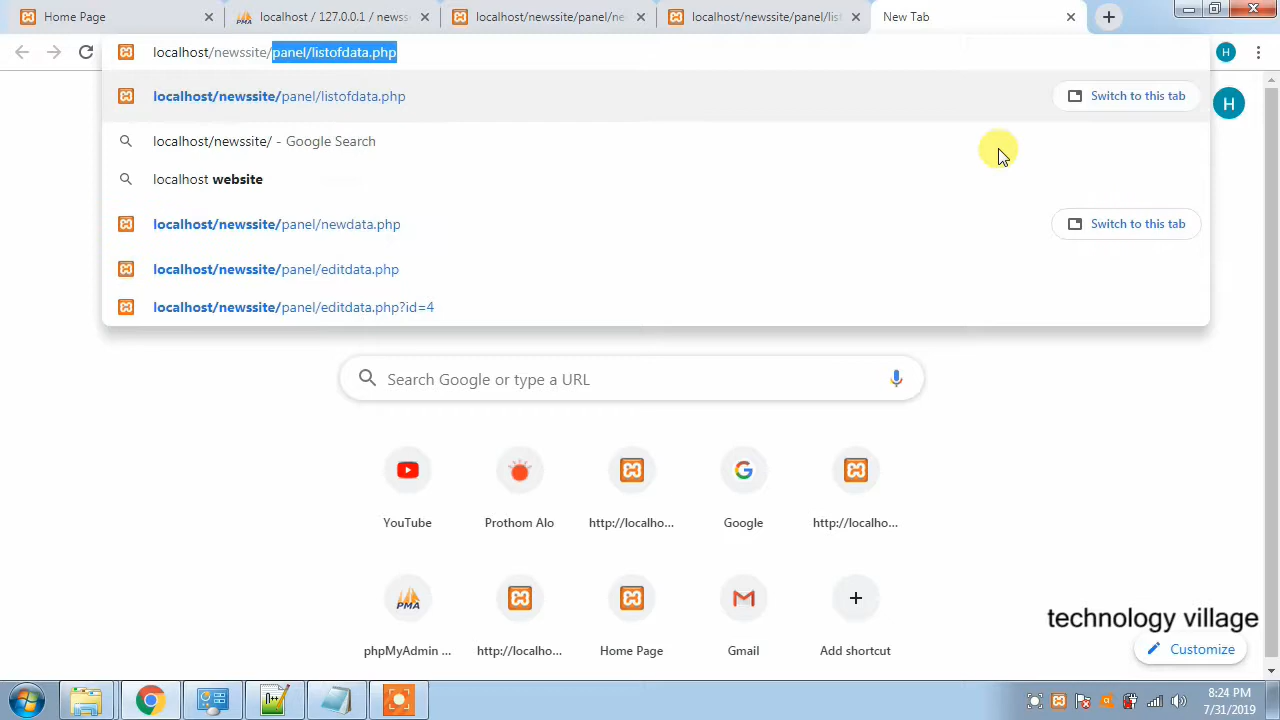 Home Page
localhost / 127.0.0.1 / newss
localhost/newssite/panel/ne
localhost/newssite/panel/list
New Tab
localhost/newssite/panel/listofdata.php
H
localhost/newssite/panel/listofdata.php
Switch to this tab
H
localhost/newssite/ - Google Search
localhost website
localhost/newssite/panel/newdata.php
Switch to this tab
localhost/newssite/panel/editdata.php
localhost/newssite/panel/editdata.php?id=4
Search Google or type a URL
YouTube
Prothom Alo
http://localho...
Google
http://localho...
PMA
phpMyAdmin ...
http://localho...
Home Page
Gmail
Add shortcut
technology village
Customize
8:24 PM
7/31/2019